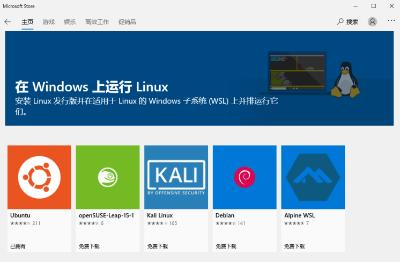 Microsoft Store
主页 游戏 娱乐 高效工作 促销品 搜索
在 Windows 上运行 Linux
安装 Linux 发行版并在适用于 Linux 的 Windows 子系统 (WSL) 上并排运行它
们。
KALI
BY OFFENSIVE SECURITY
Ubuntu openSUSE-Leap-15-1 Kali Linux Debian Alpine WSL
211 6 165 141 7
已拥有 免费下载 免费下载 免费下载 免费下载